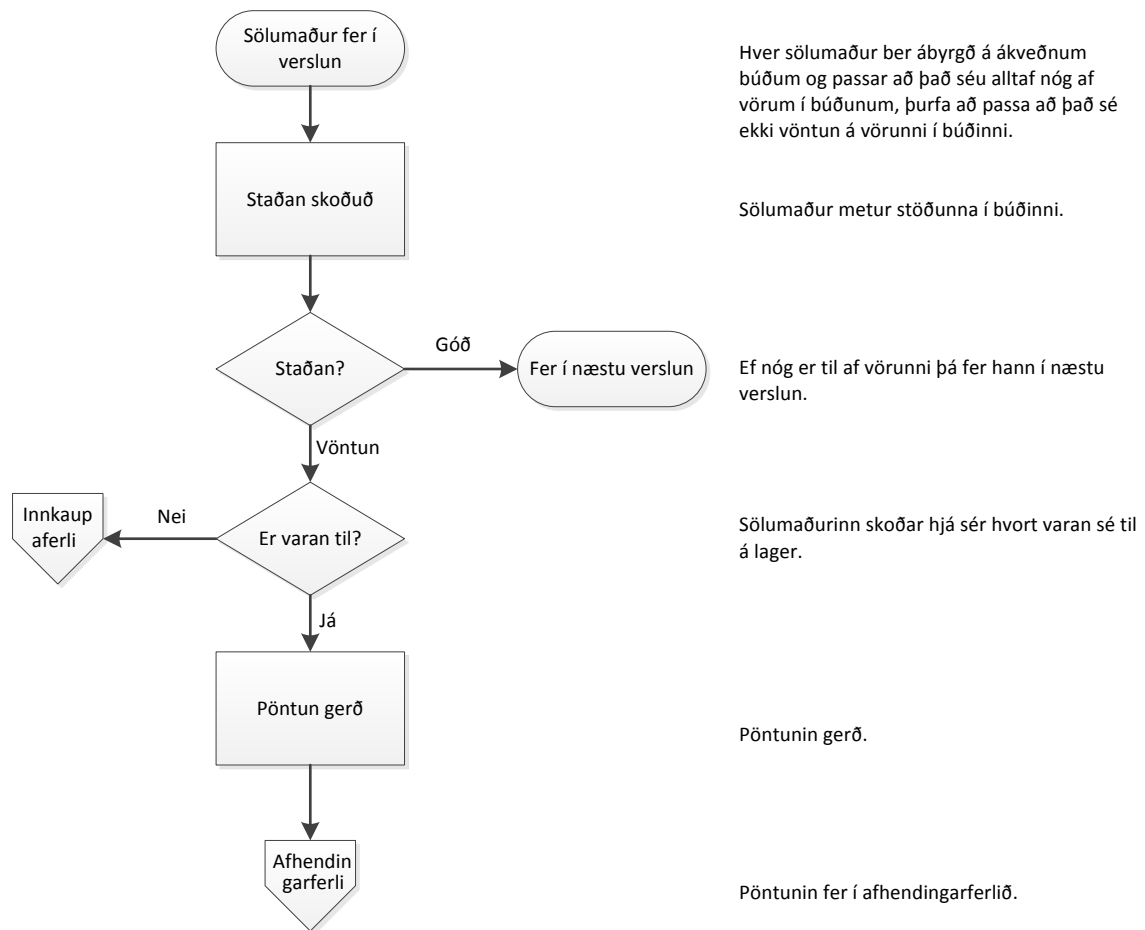 Sölumaður fer í
verslun
Hver sölumaður ber ábyrgð á ákveðnum
búðum og passar að það séu alltaf nóg af
vörum í búðunum, þurfa að passa að það sé
ekki vöntun á vörunni í búðinni.
Staðan skoðuð
Sölumaður metur stöðunna í búðinni.
Staðan?
Góð
Fer í næstu verslun
Ef nóg er til af vörunni þá fer hann í næstu
verslun.
Vöntun
Innkaup
aferli
Nei
Er varan til?
Sölumaðurinn skoðar hjá sér hvort varan sé til
á lager.
Já
Pöntun gerð
Pöntunin gerð.
Afhendin
garferli
Pöntunin fer í afhendingarferlið.